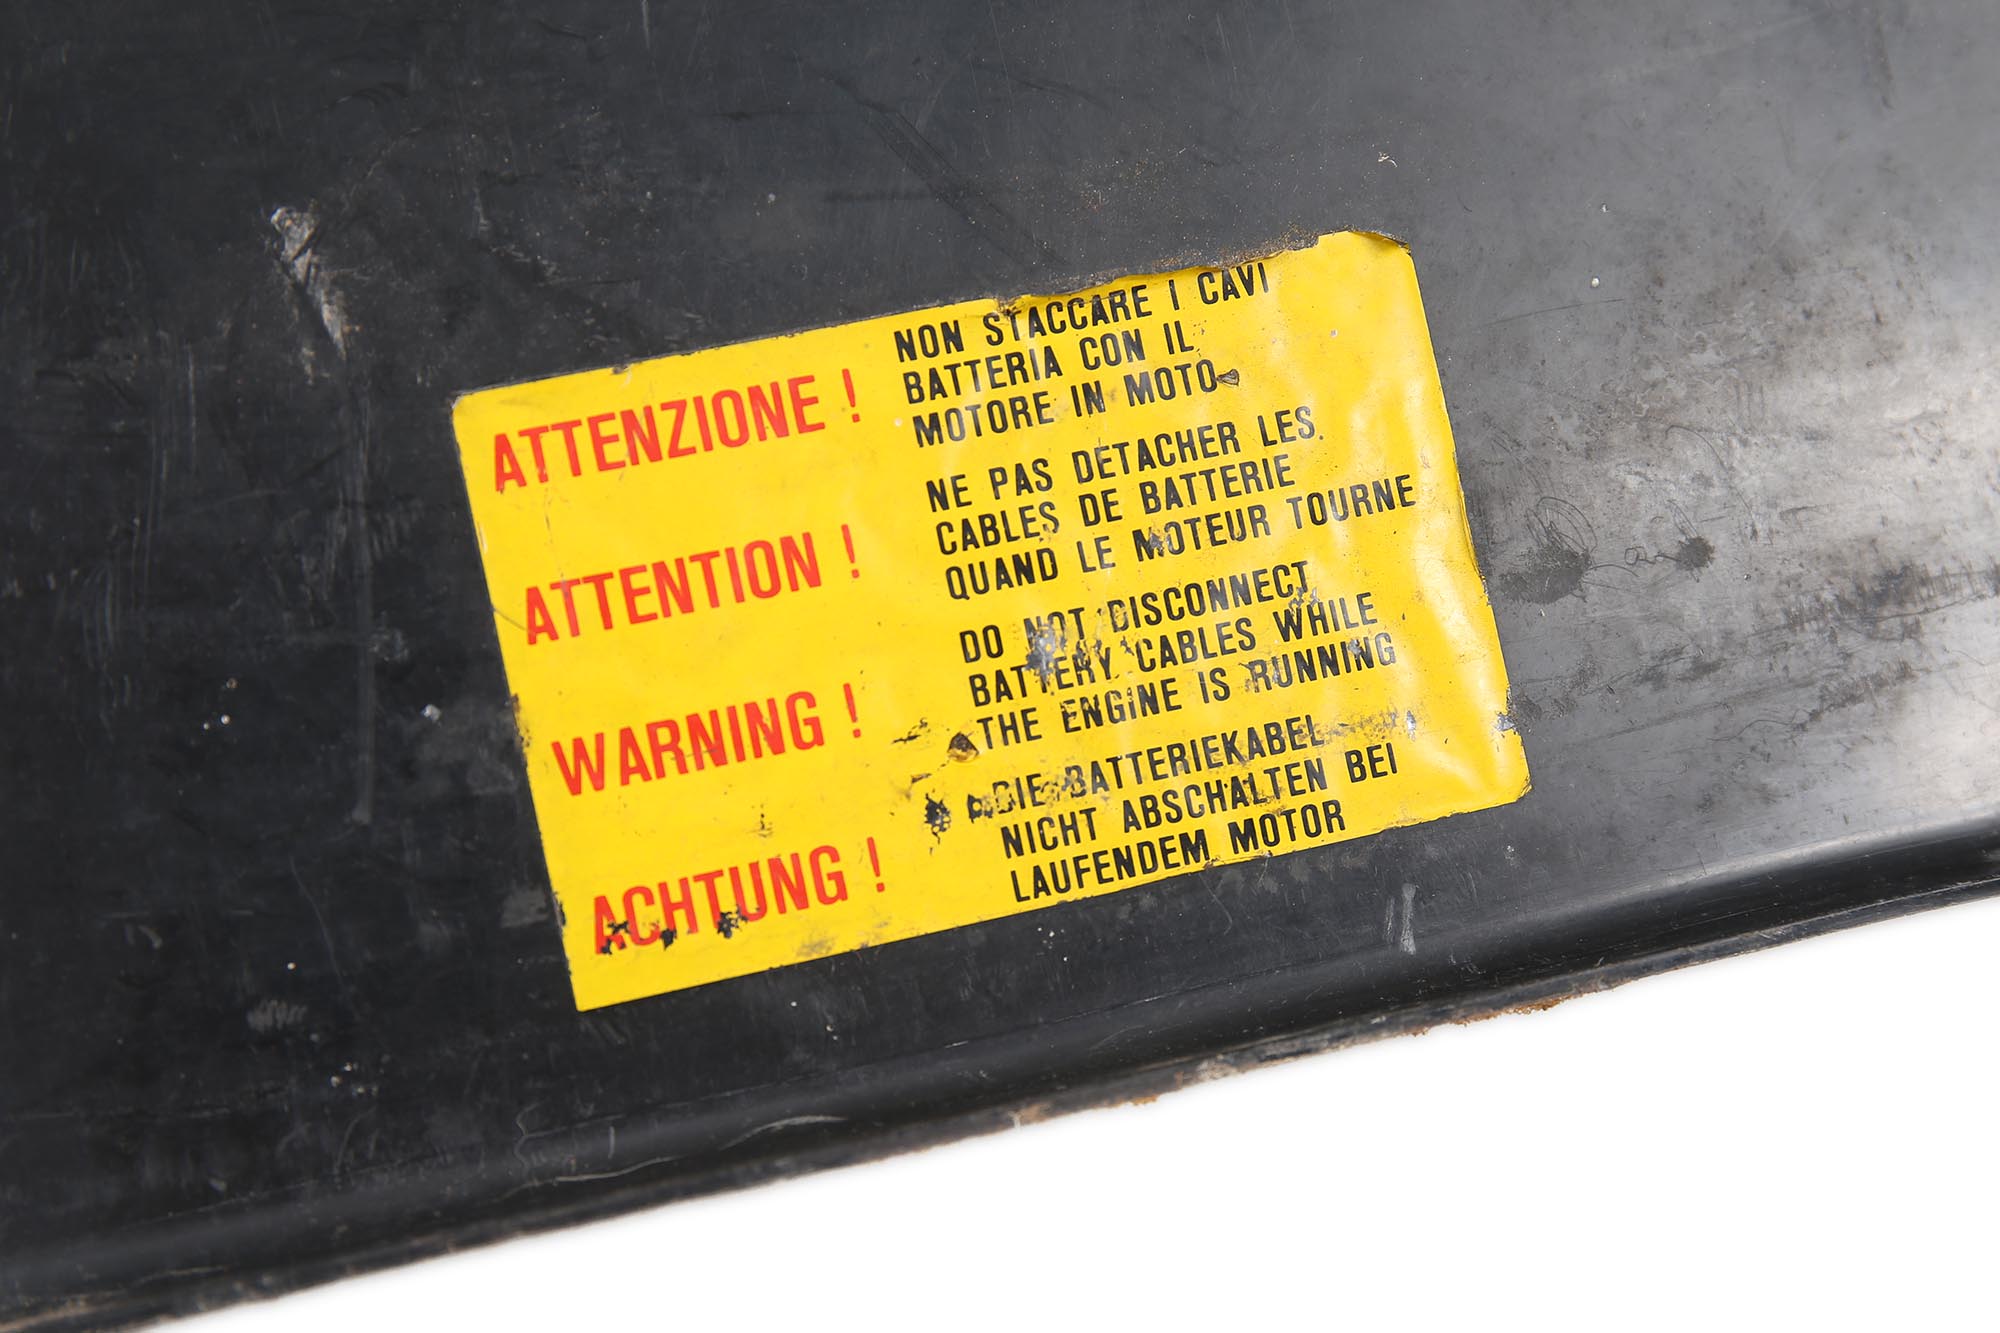 ATTENZIONE !
NON STACCARE I CAVI
BATTERIA CON IL
MOTORE IN MOTO
ATTENTION !
NE PAS DETACHER LES
CABLES DE BATTERIE
QUAND LE MOTEUR TOURNE
WARNING !
DO NOT DISCONNECT
BATTERY CABLES WHILE
THE ENGINE IS RUNNING
ACHTUNG !
DIE BATTERIEKABEL
NICHT ABSCHALTEN BEI
LAUFENDEM MOTOR